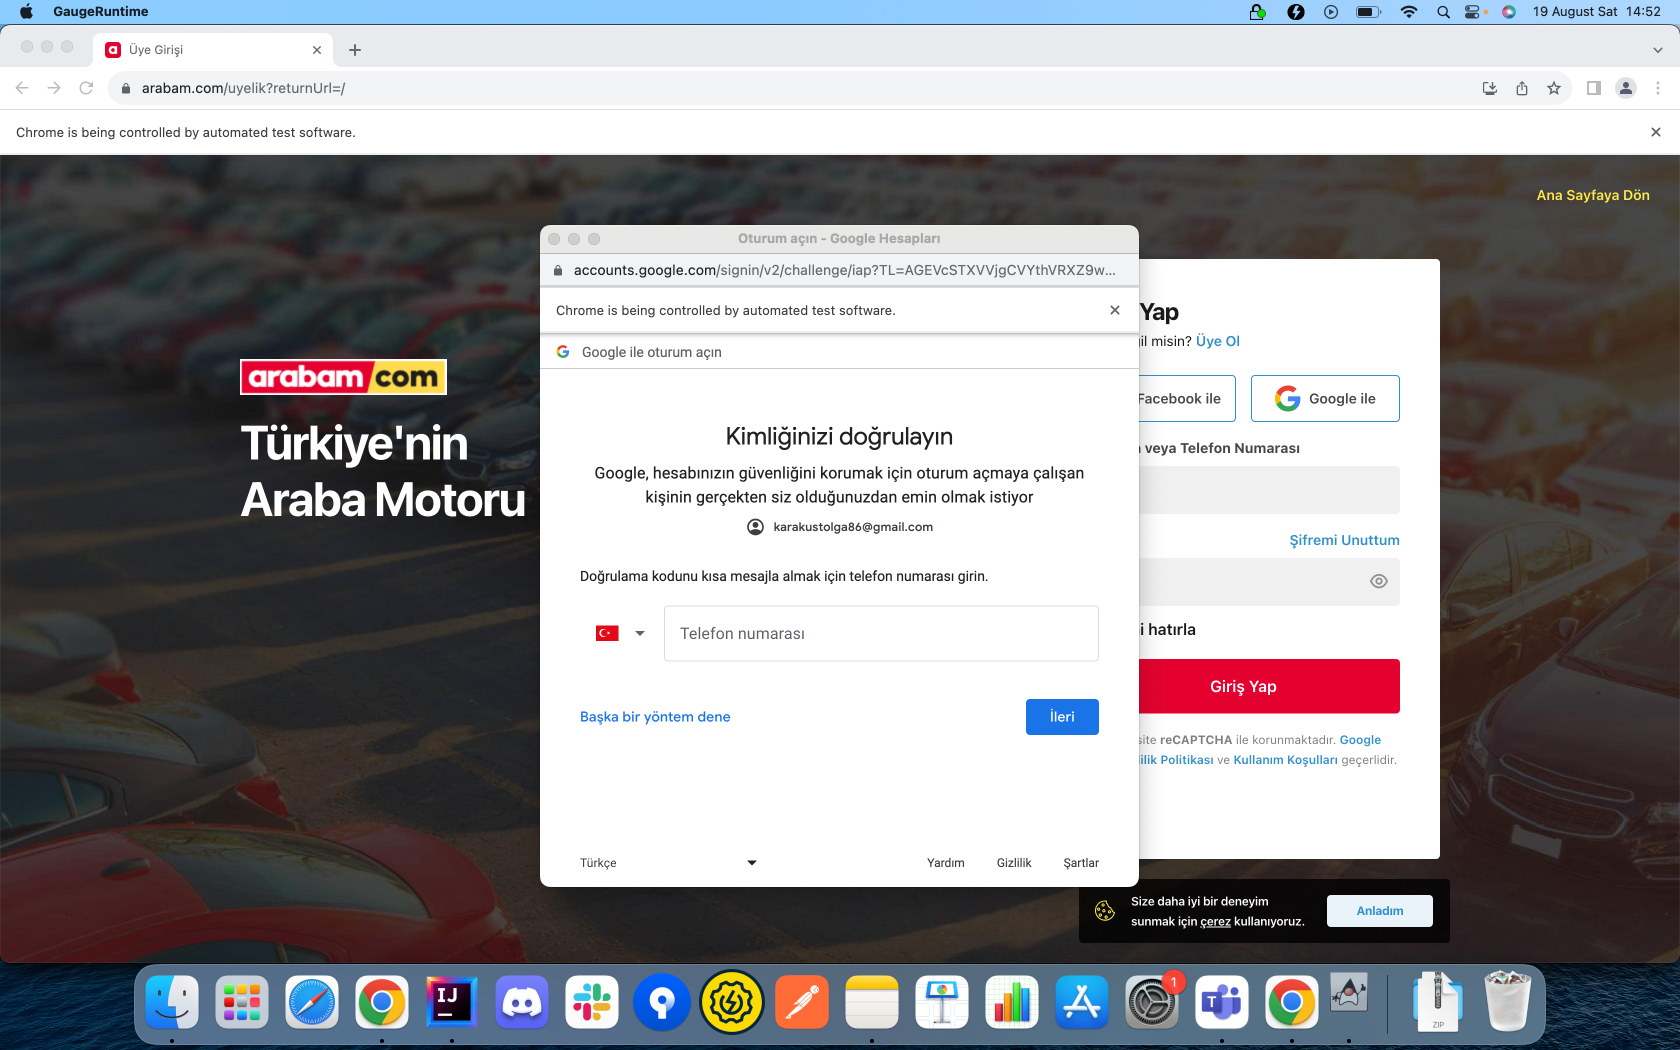 GaugeRuntime
19 August Sat 14:52
Üye Girişi
arabam.com/uyelik?returnUrl=/
Chrome is being controlled by automated test software.
Ana Sayfaya Dön
arabam com
Türkiye'nin
Araba Motoru
Oturum açın - Google Hesapları
accounts.google.com/signin/v2/challenge/iap?TL=AGEVcSTXVVjgCVYthVRXZ9w...
Chrome is being controlled by automated test software.
Google ile oturum açın
Kimliğinizi doğrulayın
Google, hesabınızın güvenliğini korumak için oturum açmaya çalışan
kişinin gerçekten siz olduğunuzdan emin olmak istiyor
karakustolga86@gmail.com
Doğrulama kodunu kısa mesajla almak için telefon numarası girin.
Telefon numarası
Başka bir yöntem dene
İleri
Türkçe
Yardım Gizlilik Şartlar
Yap
il misin? Üye Ol
Facebook ile
Google ile
veya Telefon Numarası
Şifremi Unuttum
i hatırla
Giriş Yap
site reCAPTCHA ile korunmaktadır. Google
ilik Politikası ve Kullanım Koşulları geçerlidir.
Size daha iyi bir deneyim
sunmak için çerez kullanıyoruz.
Anladım
IJ
1
T
ZIP